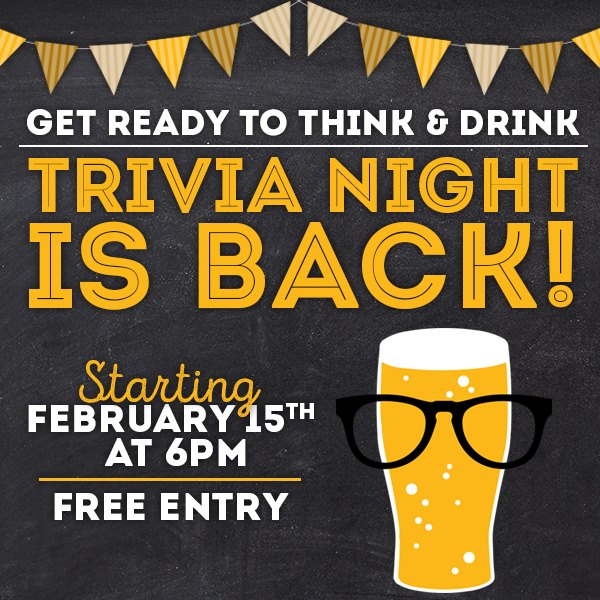 GET READY TO THINK & DRINK
TRIVIA NIGHT
IS BACK!
Starting
FEBRUARY 15TH
AT 6PM
FREE ENTRY